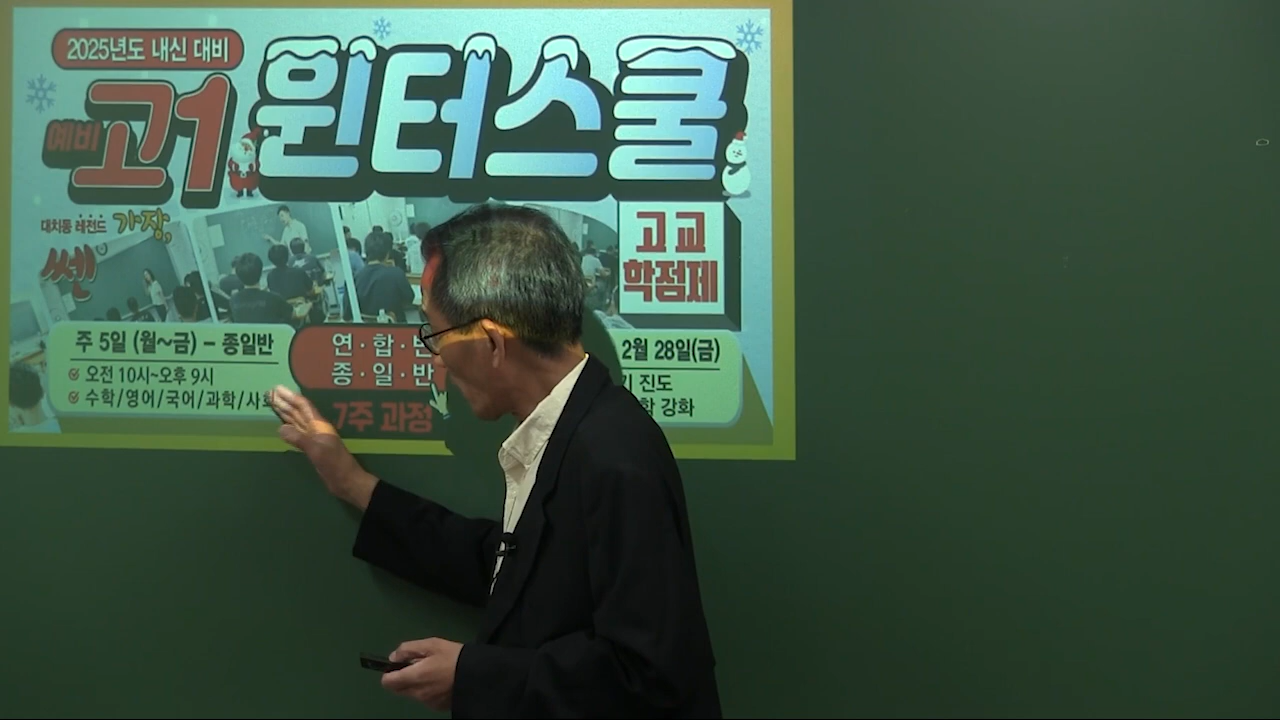 2025년도 내신 대비
예비 고1 윈터스쿨
대치동 레전드 가장,
쎈
고교
학점제
주 5일 (월~금) - 종일반
오전 10시~오후 9시
수학/영어/국어/과학/사회
연·합·반
종·일·반
7주 과정
2월 28일(금)
진도
강화